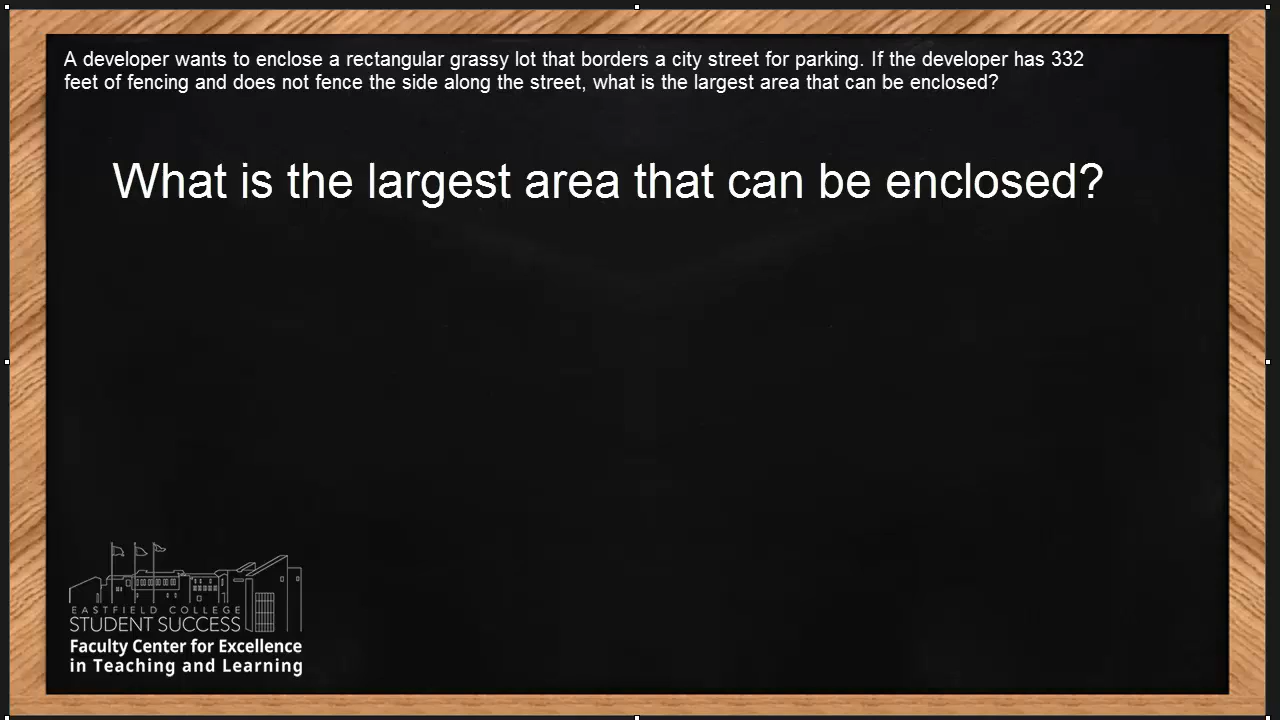 A developer wants to enclose a rectangular grassy lot that borders a city street for parking. If the developer has 332
feet of fencing and does not fence the side along the street, what is the largest area that can be enclosed?
What is the largest area that can be enclosed?
EASTFIELD COLLEGE
STUDENT SUCCESS
Faculty Center for Excellence
in Teaching and Learning